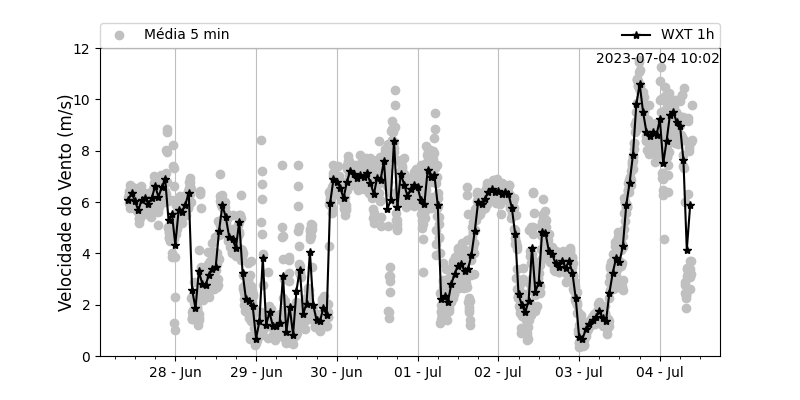 Média 5 min
WXT 1h
2023-07-04 10:02
Velocidade do Vento (m/s)
12
10
8
6
4
2
0
28 - Jun
29 - Jun
30 - Jun
01 - Jul
02 - Jul
03 - Jul
04 - Jul